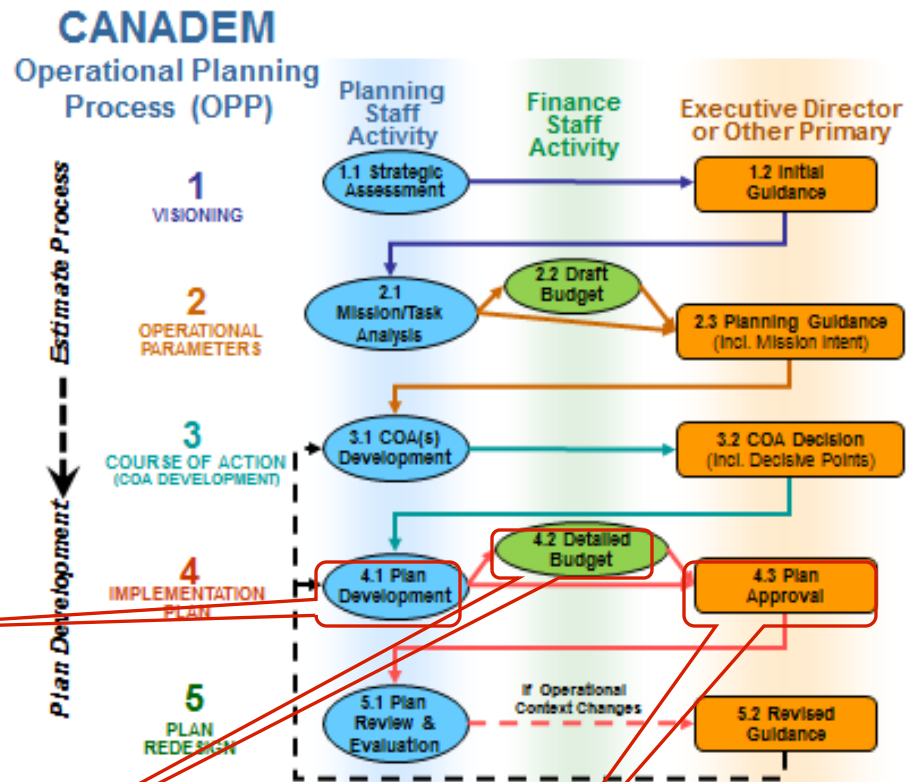 CANADEM
Operational Planning
Process (OPP)
Planning
Staff
Activity
Finance
Staff
Activity
Executive Director
or Other Primary
Estimate Process
Plan Development
1
VISIONING
1.1 Strategic
Assessment
1.2 Initial
Guidance
2
OPERATIONAL
PARAMETERS
2.1
Mission/Task
Analysis
2.2 Draft
Budget
2.3 Planning Guidance
(Incl. Mission Intent)
3
COURSE OF ACTION
(COA DEVELOPMENT)
3.1 COA(s)
Development
3.2 COA Decision
(Incl. Decisive Points)
4
IMPLEMENTATION
PLAN
4.1 Plan
Development
4.2 Detailed
Budget
4.3 Plan
Approval
5
PLAN
REDESIGN
5.1 Plan
Review &
Evaluation
If Operational
Context Changes
5.2 Revised
Guidance